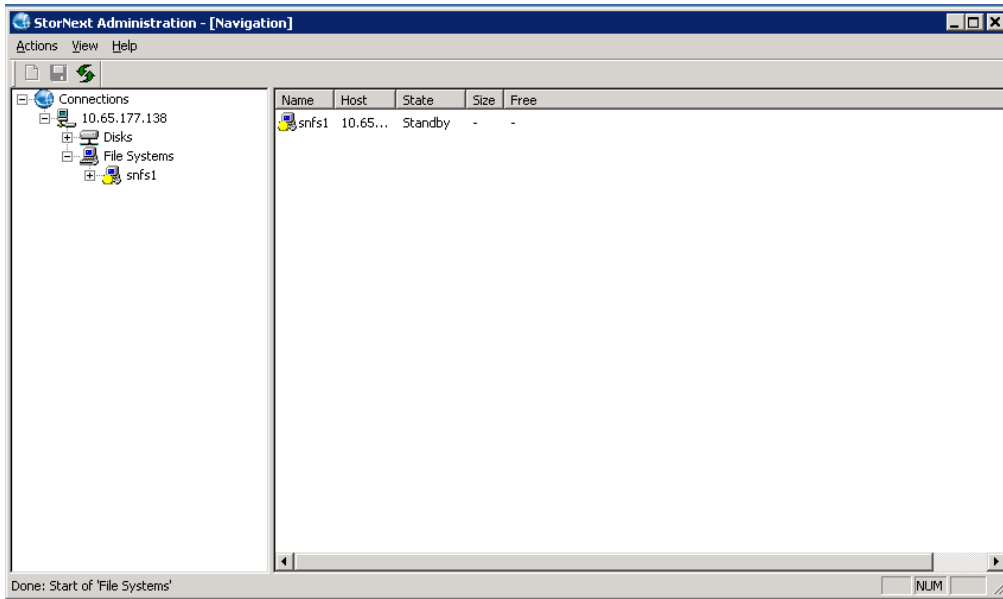 StorNext Administration - [Navigation]
Actions View Help
Connections
10.65.177.138
Disks
File Systems
snfs1
Name Host State Size Free
snfs1 10.65... Standby - -
Done: Start of 'File Systems'
NUM